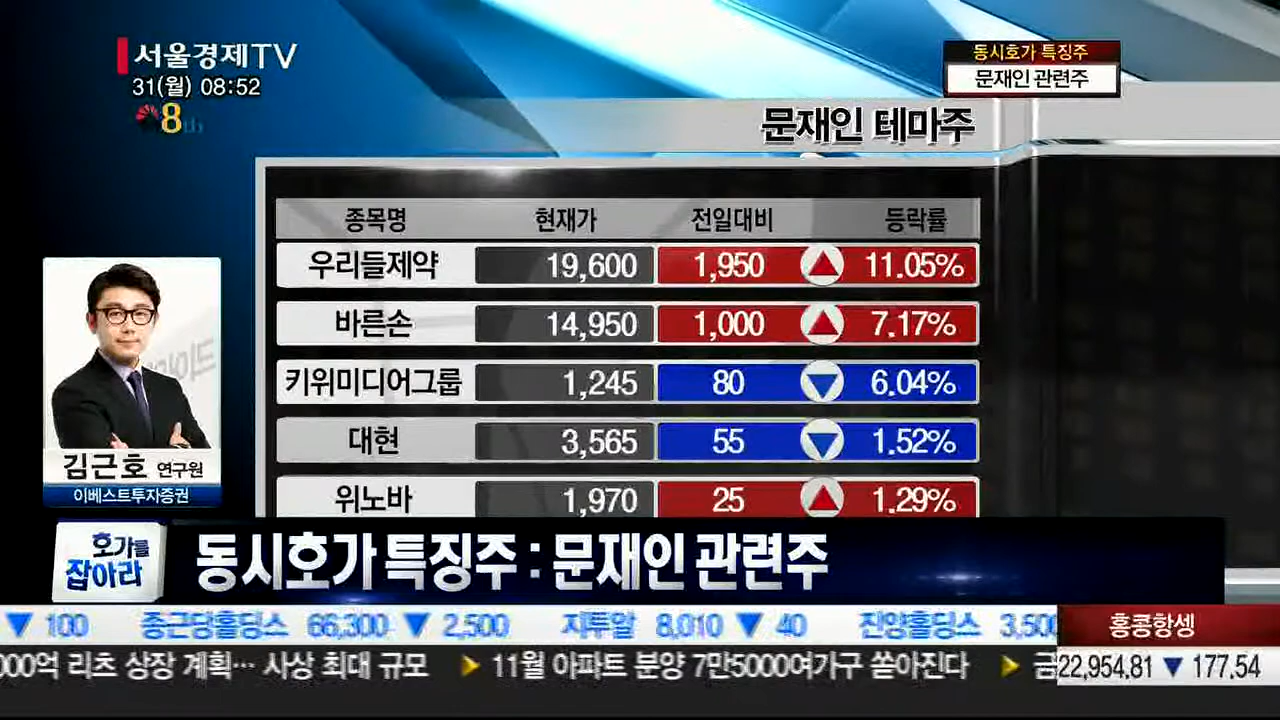 서울경제TV
31(월) 08:52
8th
동시호가 특징주
문재인 관련주
문재인 테마주
종목명 현재가 전일대비 등락률
우리들제약 19,600 1,950 ▲ 11.05%
바른손 14,950 1,000 ▲ 7.17%
키위미디어그룹 1,245 80 ▼ 6.04%
대현 3,565 55 ▼ 1.52%
위노바 1,970 25 ▲ 1.29%
김근호 연구원
이베스트투자증권
호가를
잡아라
동시호가 특징주 : 문재인 관련주
▼ 100 종근당홀딩스 66,300 ▼ 2,500 지투알 8,010 ▼ 40 진양홀딩스 3,500
홍콩항셍
000억 리츠 상장 계획… 사상 최대 규모 ▶ 11월 아파트 분양 7만5000여가구 쏟아진다 ▶ 금
22,954.81 ▼ 177.54